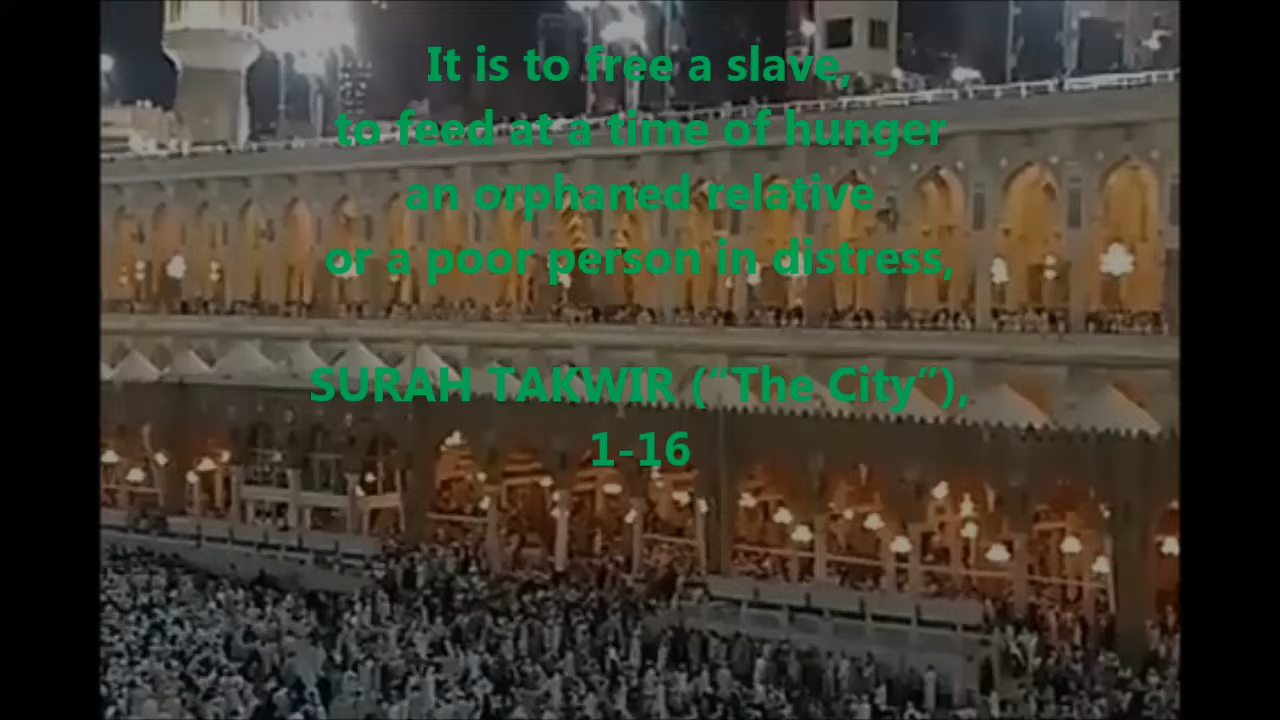 It is to free a slave,
to feed at a time of hunger
an orphaned relative
or a poor person in distress,
SURAH TAKWIR (“The City”),
1-16